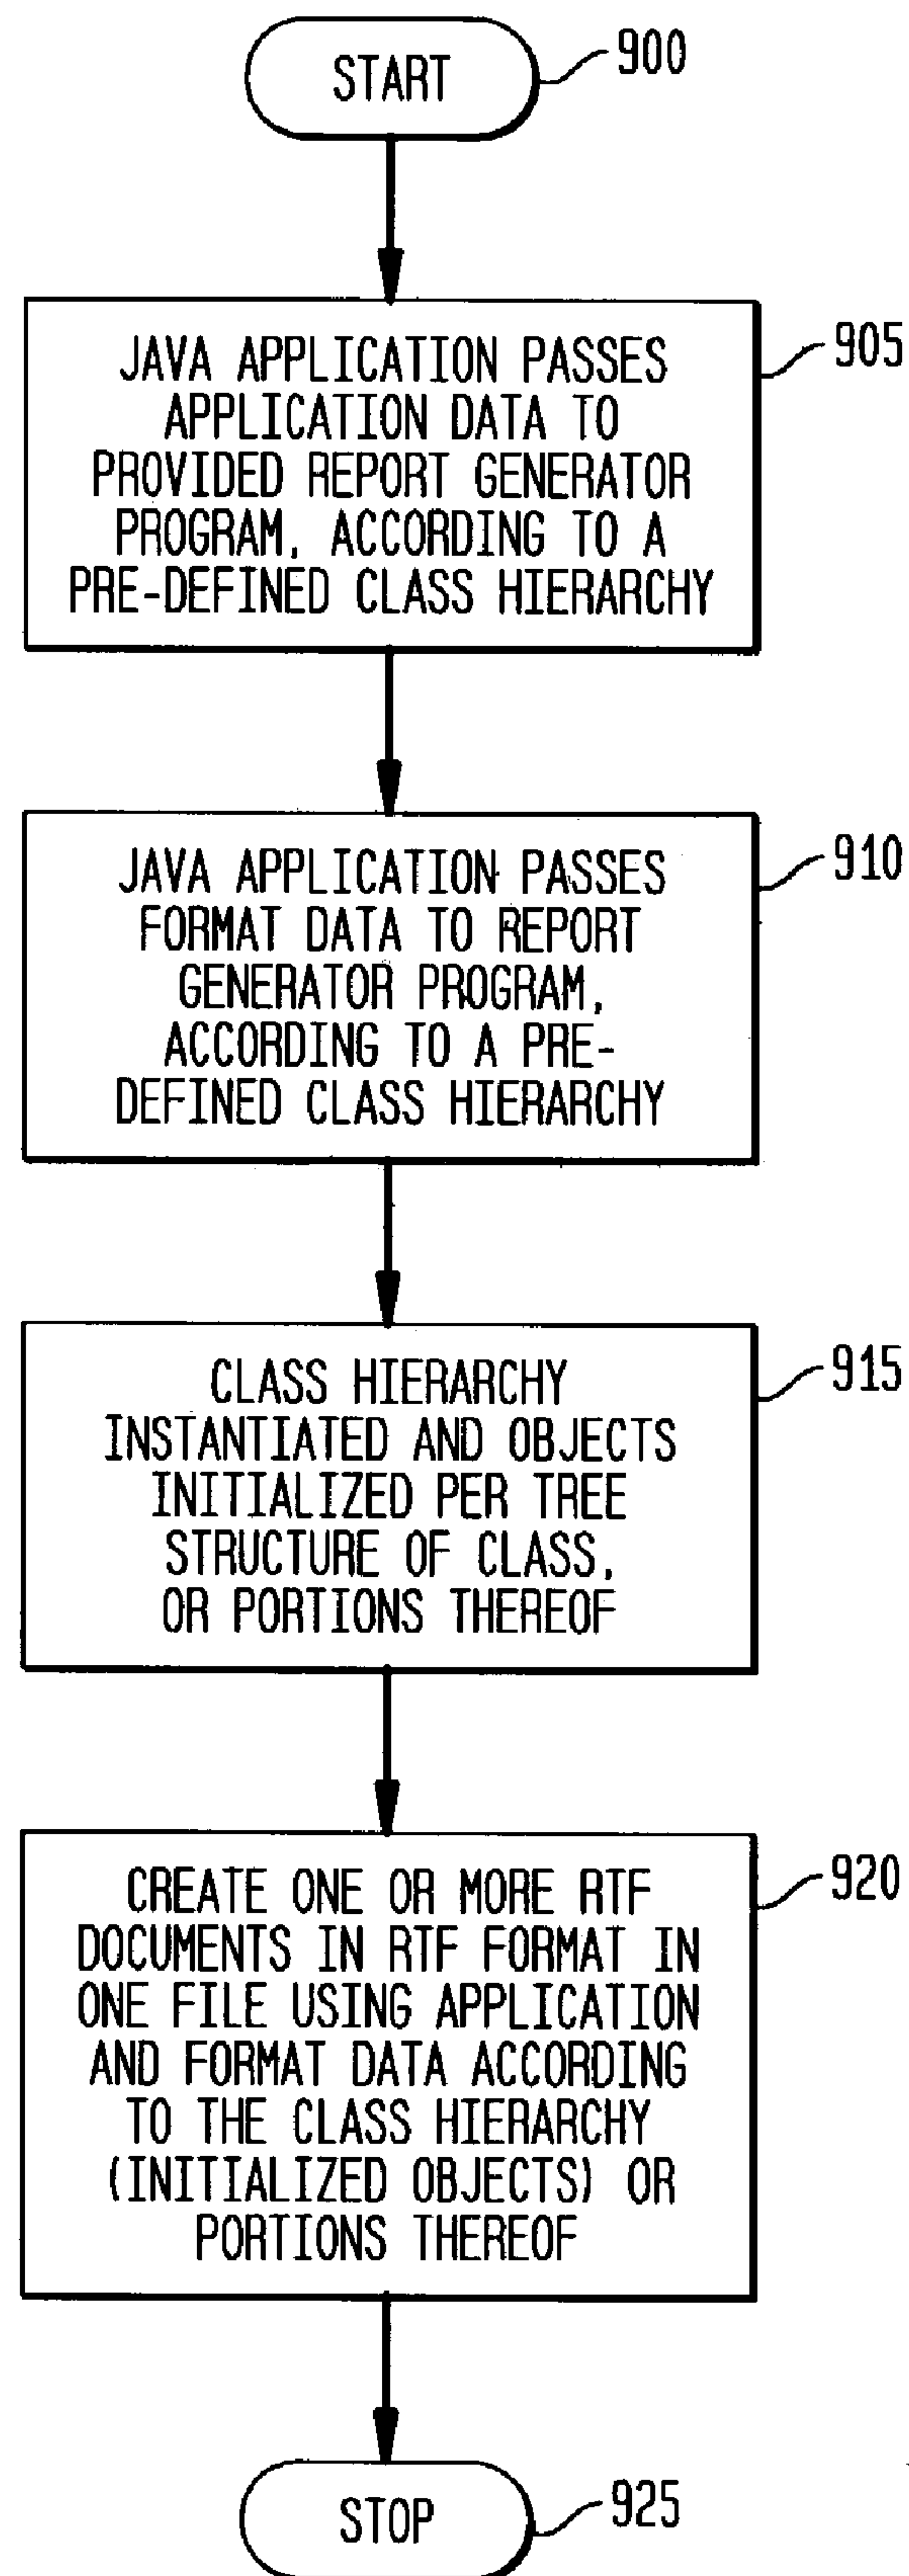 START
900
JAVA APPLICATION PASSES
APPLICATION DATA TO
PROVIDED REPORT GENERATOR
PROGRAM, ACCORDING TO A
PRE-DEFINED CLASS HIERARCHY
905
JAVA APPLICATION PASSES
FORMAT DATA TO REPORT
GENERATOR PROGRAM,
ACCORDING TO A PRE-
DEFINED CLASS HIERARCHY
910
CLASS HIERARCHY
INSTANTIATED AND OBJECTS
INITIALIZED PER TREE
STRUCTURE OF CLASS,
OR PORTIONS THEREOF
915
CREATE ONE OR MORE RTF
DOCUMENTS IN RTF FORMAT IN
ONE FILE USING APPLICATION
AND FORMAT DATA ACCORDING
TO THE CLASS HIERARCHY
(INITIALIZED OBJECTS) OR
PORTIONS THEREOF
920
STOP
925